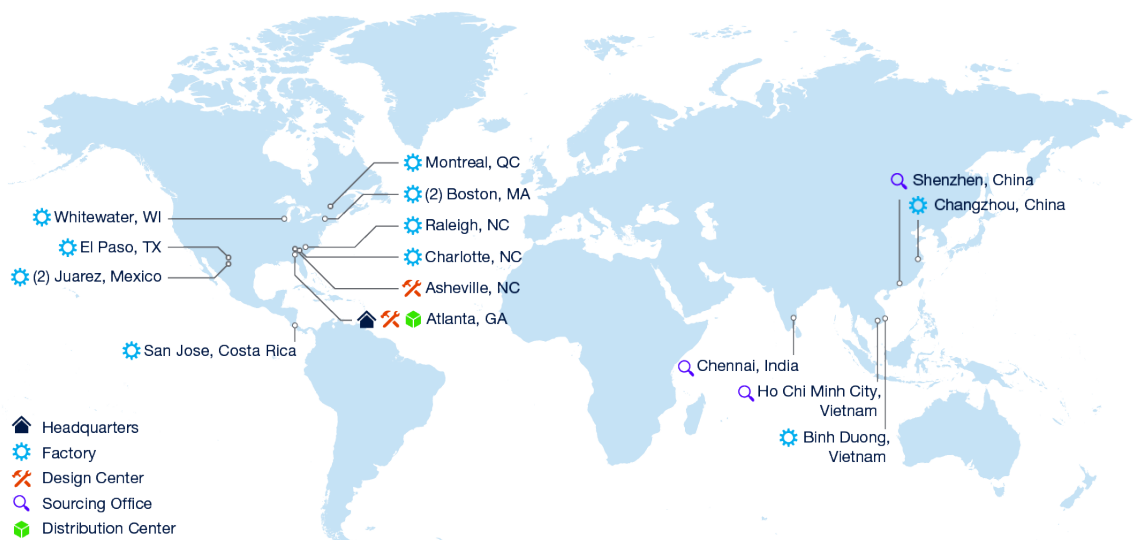 Montreal, QC
(2) Boston, MA
Raleigh, NC
Charlotte, NC
Asheville, NC
Atlanta, GA
Whitewater, WI
El Paso, TX
(2) Juarez, Mexico
San Jose, Costa Rica
Shenzhen, China
Changzhou, China
Chennai, India
Ho Chi Minh City,
Vietnam
Binh Duong,
Vietnam
Headquarters
Factory
Design Center
Sourcing Office
Distribution Center